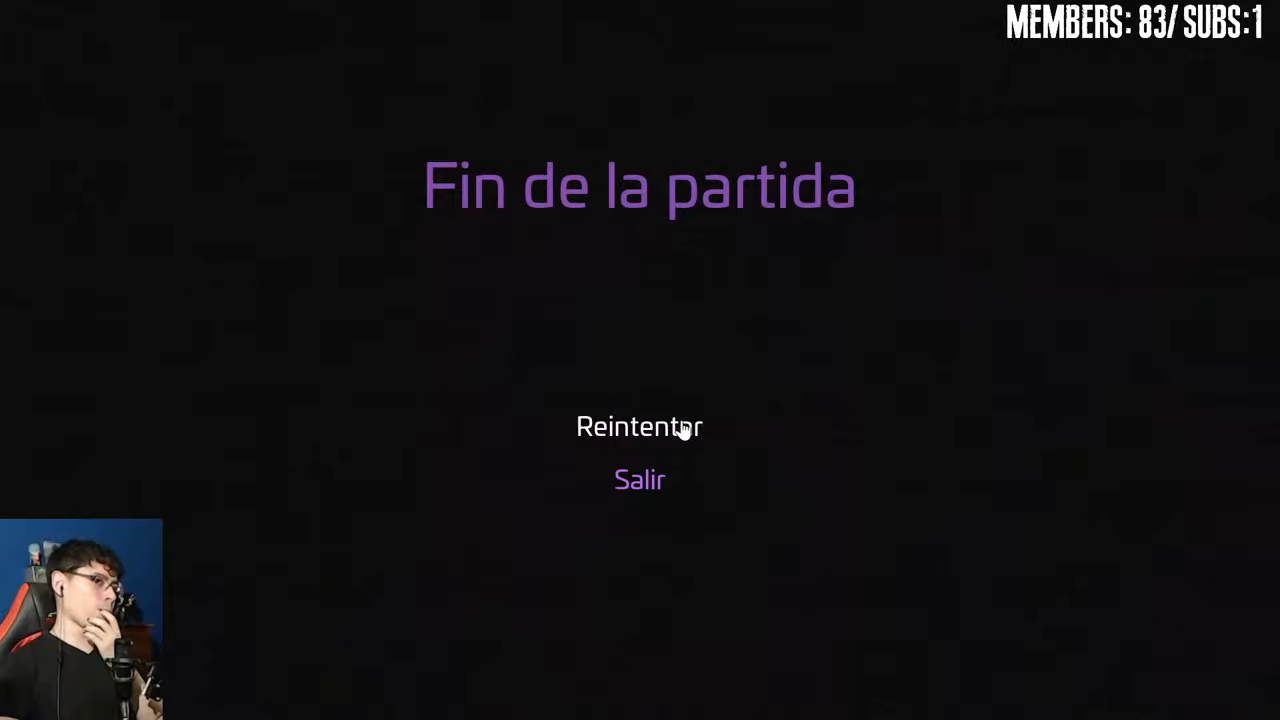 MEMBERS: 83/ SUBS:1
Fin de la partida
Reintentar
Salir